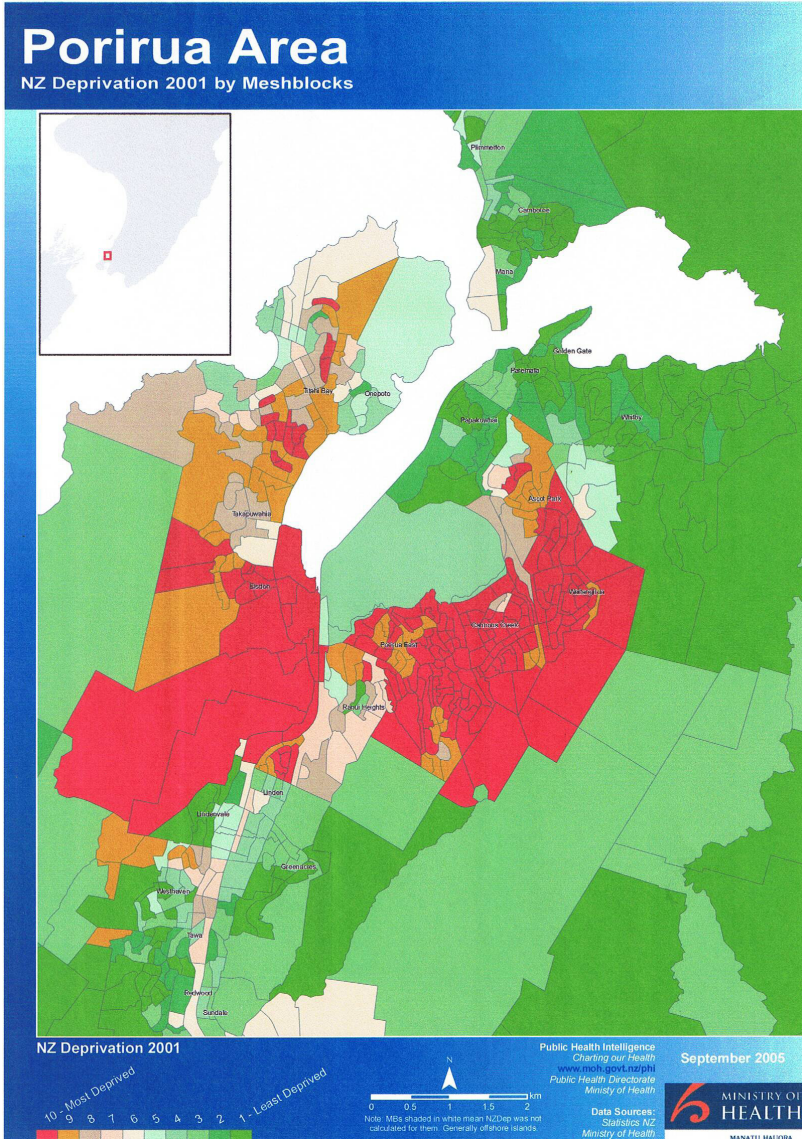 Porirua Area
NZ Deprivation 2001 by Meshblocks
Plimmerton
Camborne
Mana
Golden Gate
Paremata
Titahi Bay
Onepoto
Whitby
Papakowhai
Ascot Park
Takapuwahia
Elsdon
Waitangirua
Cannons Creek
Porirua East
Ranui Heights
Linden
Lindenvale
Greenacres
Westhaven
Tawa
Redwood
Sundale
NZ Deprivation 2001
10 - Most Deprived
9
8
7
6
5
4
3
2
1 - Least Deprived
N
km
0 0.5 1 1.5 2
Note: MBs shaded in white mean NZDep was not
calculated for them. Generally offshore islands.
Public Health Intelligence
Charting our Health
www.moh.govt.nz/phi
Public Health Directorate
Ministy of Health
Data Sources:
Statistics NZ
Ministry of Health
September 2005
MINISTRY OF
HEALTH
MANATU HAUORA